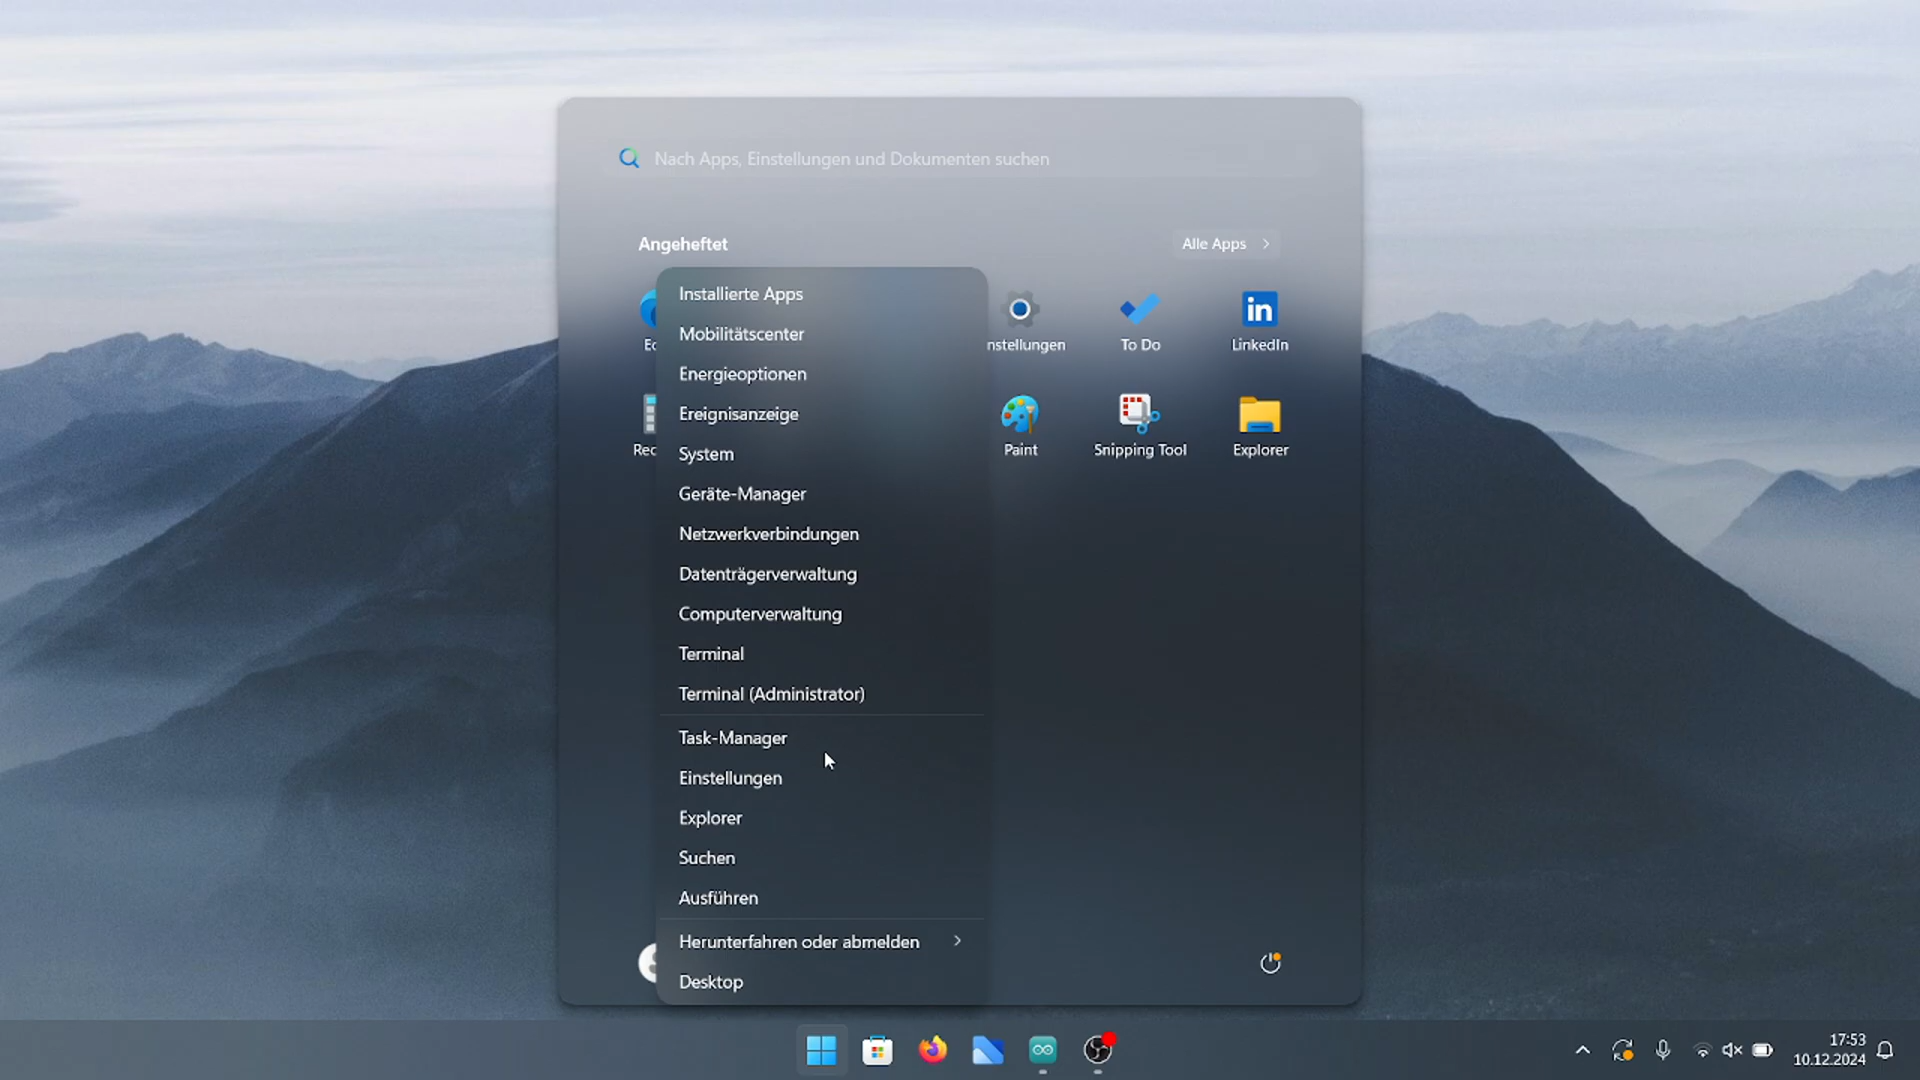 Nach Apps, Einstellungen und Dokumenten suchen
Angeheftet
Alle Apps
Installierte Apps
Mobilitätscenter
Energieoptionen
Ereignisanzeige
System
Geräte-Manager
Netzwerkverbindungen
Datenträgerverwaltung
Computerverwaltung
Terminal
Terminal (Administrator)
Task-Manager
Einstellungen
Explorer
Suchen
Ausführen
Herunterfahren oder abmelden
Desktop
nstellungen
To Do
in
LinkedIn
Rec
Paint
Snipping Tool
Explorer
17:53
10.12.2024